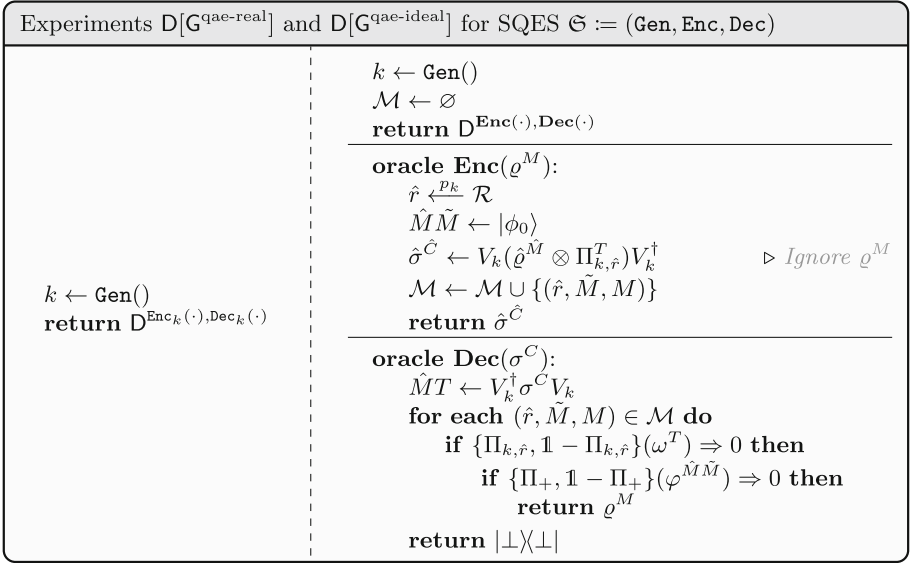 Experiments D[G^{qae-real}] and D[G^{qae-ideal}] for SQES 𝔖 := (Gen, Enc, Dec)
k ← Gen()
return D^{Enc_k(·),Dec_k(·)}
k ← Gen()
ℳ ← ∅
return D^{Enc(·),Dec(·)}
oracle Enc(ϱ^M):
r̂ ←^{p_k} ℛ
M̂M̃ ← |ϕ_0⟩
σ̂^Ĉ ← V_k(ϱ̂^M̂ ⊗ Π^T_{k,r̂})V_k^† ▷ Ignore ϱ^M
ℳ ← ℳ ∪ {(r̂, M̃, M)}
return σ̂^Ĉ
oracle Dec(σ^C):
M̂T ← V_k^†σ^C V_k
for each (r̂, M̃, M) ∈ ℳ do
if {Π_{k,r̂}, 𝟙 − Π_{k,r̂}}(ω^T) ⇒ 0 then
if {Π_+, 𝟙 − Π_+}(φ^{M̂M̃}) ⇒ 0 then
return ϱ^M
return |⊥⟩⟨⊥|